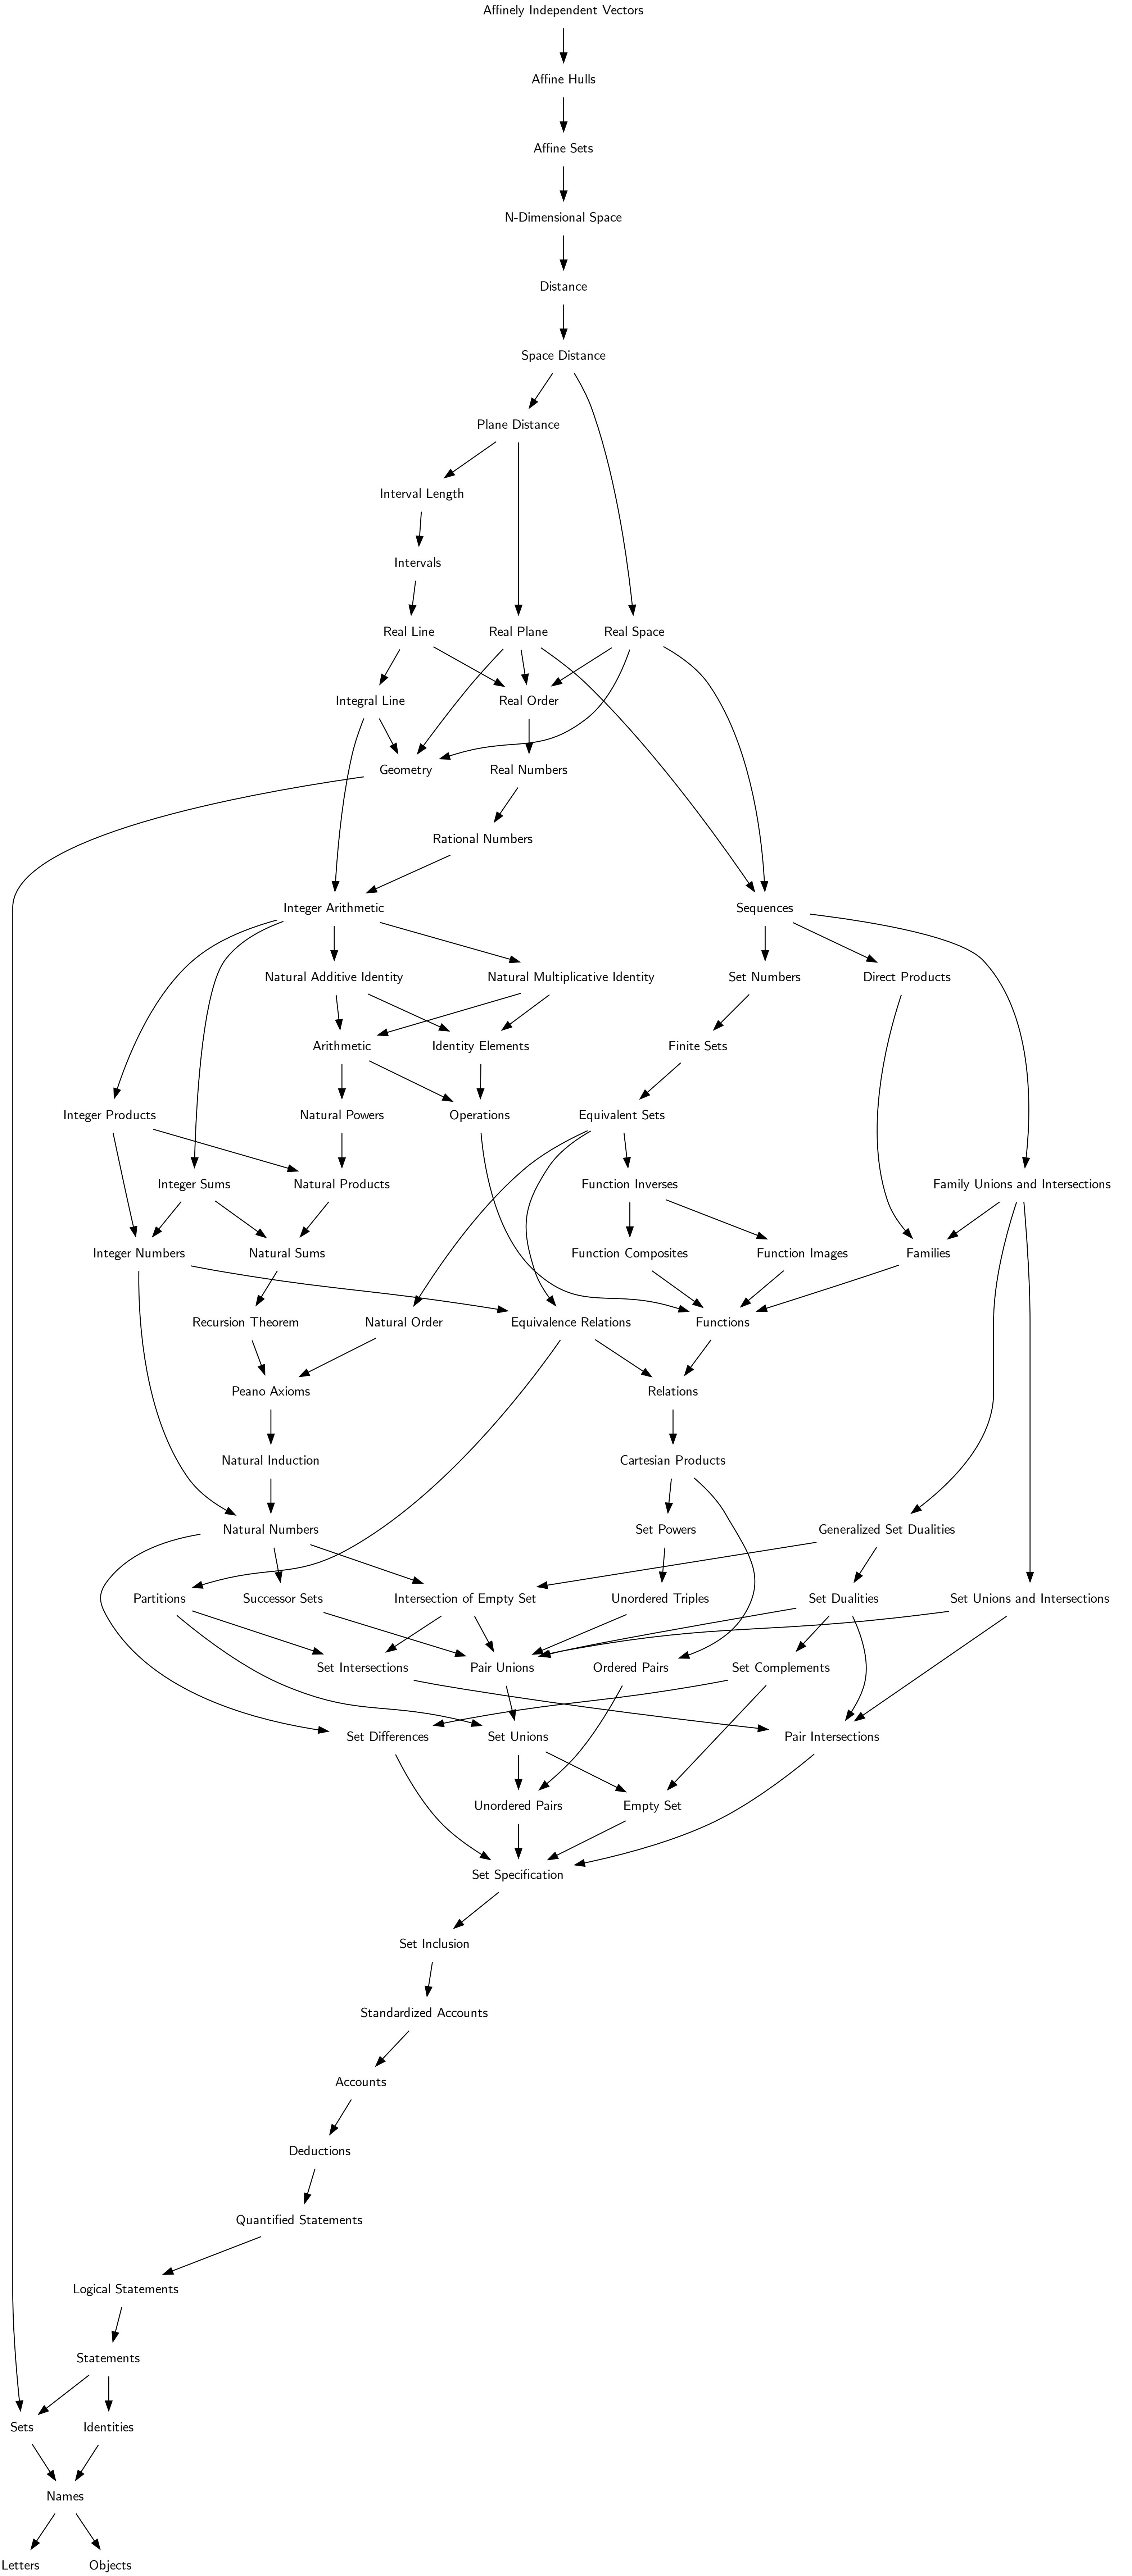 Affinely Independent Vectors
Affine Hulls
Affine Sets
N-Dimensional Space
Distance
Space Distance
Plane Distance
Interval Length
Intervals
Real Line
Real Plane
Real Space
Integral Line
Real Order
Geometry
Real Numbers
Rational Numbers
Integer Arithmetic
Sequences
Natural Additive Identity
Natural Multiplicative Identity
Set Numbers
Direct Products
Arithmetic
Identity Elements
Finite Sets
Integer Products
Natural Powers
Operations
Equivalent Sets
Integer Sums
Natural Products
Function Inverses
Family Unions and Intersections
Integer Numbers
Natural Sums
Function Composites
Function Images
Families
Recursion Theorem
Natural Order
Equivalence Relations
Functions
Peano Axioms
Relations
Natural Induction
Cartesian Products
Natural Numbers
Set Powers
Generalized Set Dualities
Partitions
Successor Sets
Intersection of Empty Set
Unordered Triples
Set Dualities
Set Unions and Intersections
Set Intersections
Pair Unions
Ordered Pairs
Set Complements
Set Differences
Set Unions
Pair Intersections
Unordered Pairs
Empty Set
Set Specification
Set Inclusion
Standardized Accounts
Accounts
Deductions
Quantified Statements
Logical Statements
Statements
Sets
Identities
Names
Letters
Objects